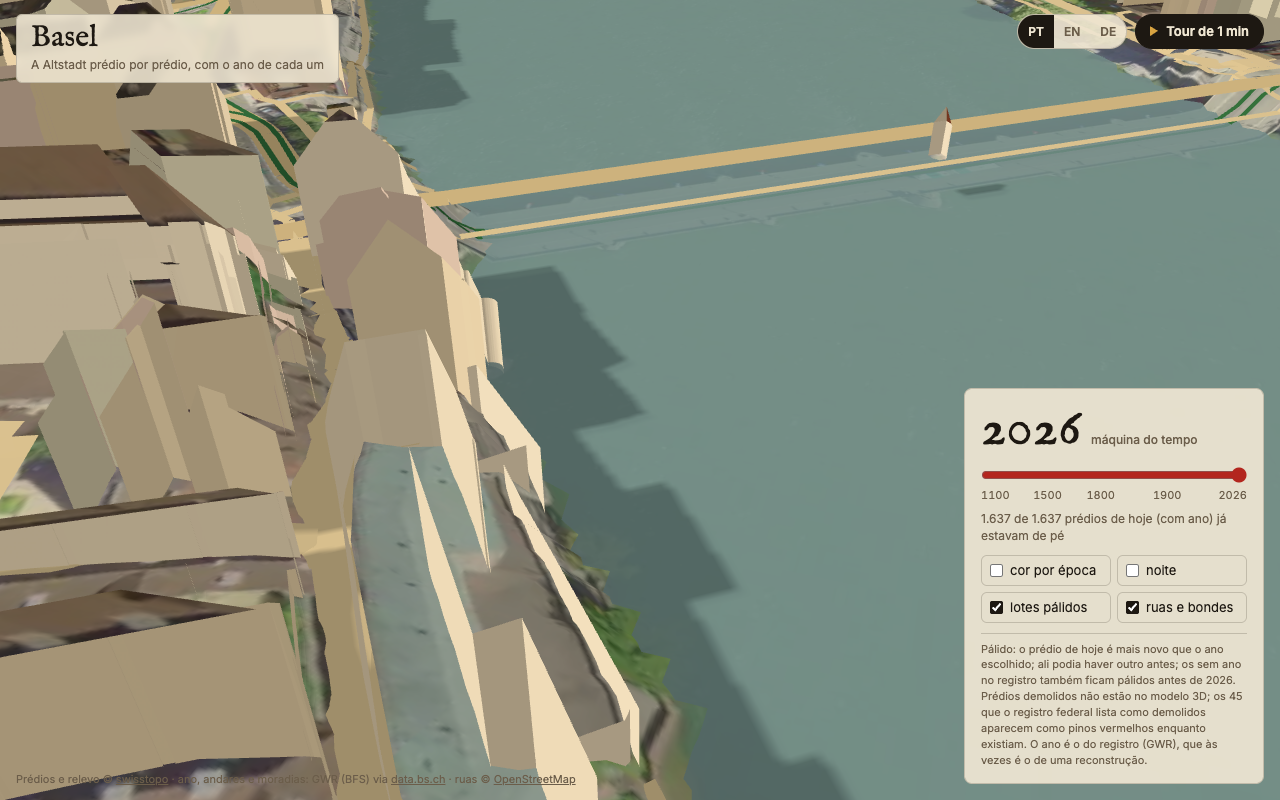 Basel
A Altstadt prédio por prédio, com o ano de cada um
PT EN DE
Tour de 1 min
2026 máquina do tempo
1100 1500 1800 1900 2026
1.637 de 1.637 prédios de hoje (com ano) já
estavam de pé
cor por época
noite
lotes pálidos
ruas e bondes
Pálido: o prédio de hoje é mais novo que o ano
escolhido; ali podia haver outro antes; os sem ano
no registro também ficam pálidos antes de 2026.
Prédios demolidos não estão no modelo 3D; os 45
que o registro federal lista como demolidos
aparecem como pinos vermelhos enquanto
existiam. O ano é o do registro (GWR), que às
vezes é o de uma reconstrução.
Prédios e relevo © swisstopo · ano, andares e moradias: GWR (BFS) via data.bs.ch · ruas © OpenStreetMap